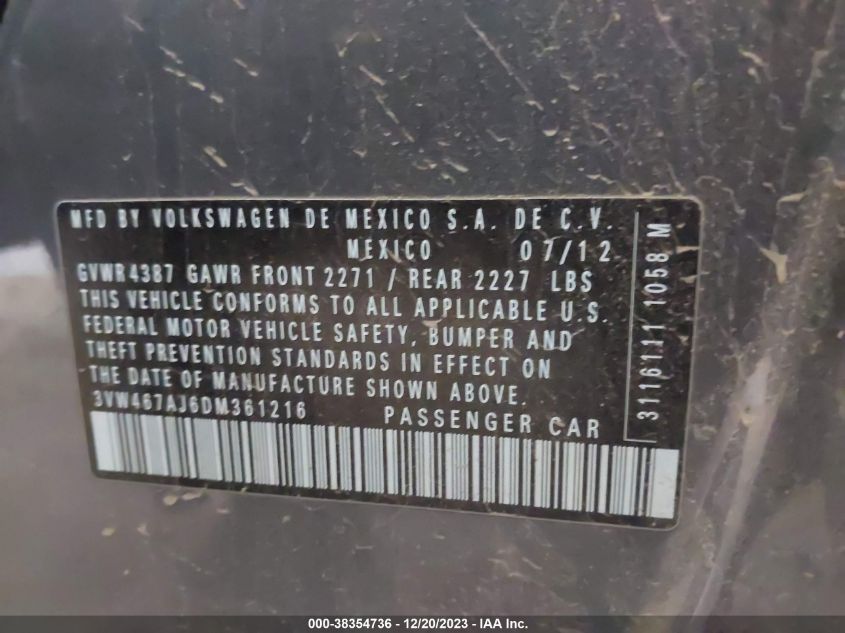 MFD BY VOLKSWAGEN DE MEXICO S.A. DE C.V.
MEXICO 07/12
GVWR 4387 GAWR FRONT 2271 / REAR 2227 LBS
THIS VEHICLE CONFORMS TO ALL APPLICABLE U.S.
FEDERAL MOTOR VEHICLE SAFETY, BUMPER AND
THEFT PREVENTION STANDARDS IN EFFECT ON
THE DATE OF MANUFACTURE SHOWN ABOVE.
3VW467AJ6DM361216 PASSENGER CAR
3116111 1058 M
000-38354736 - 12/20/2023 - IAA Inc.